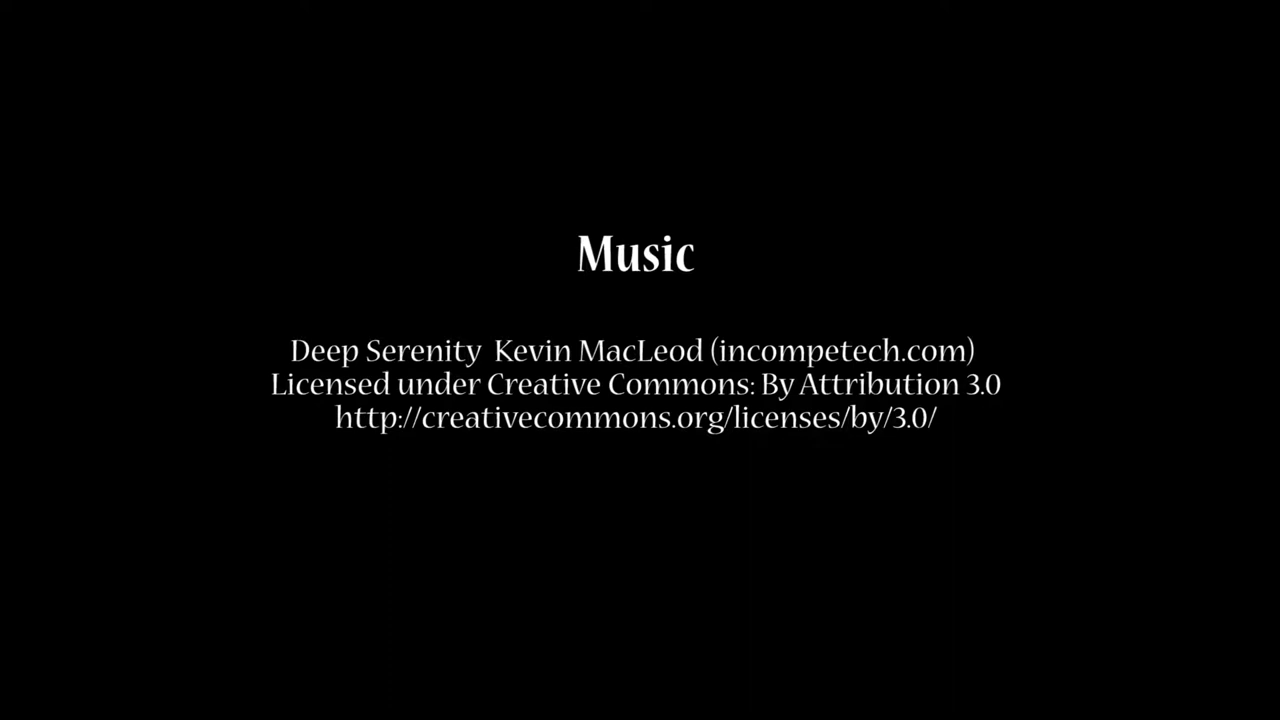 Music
Deep Serenity  Kevin MacLeod (incompetech.com)
Licensed under Creative Commons: By Attribution 3.0
http://creativecommons.org/licenses/by/3.0/